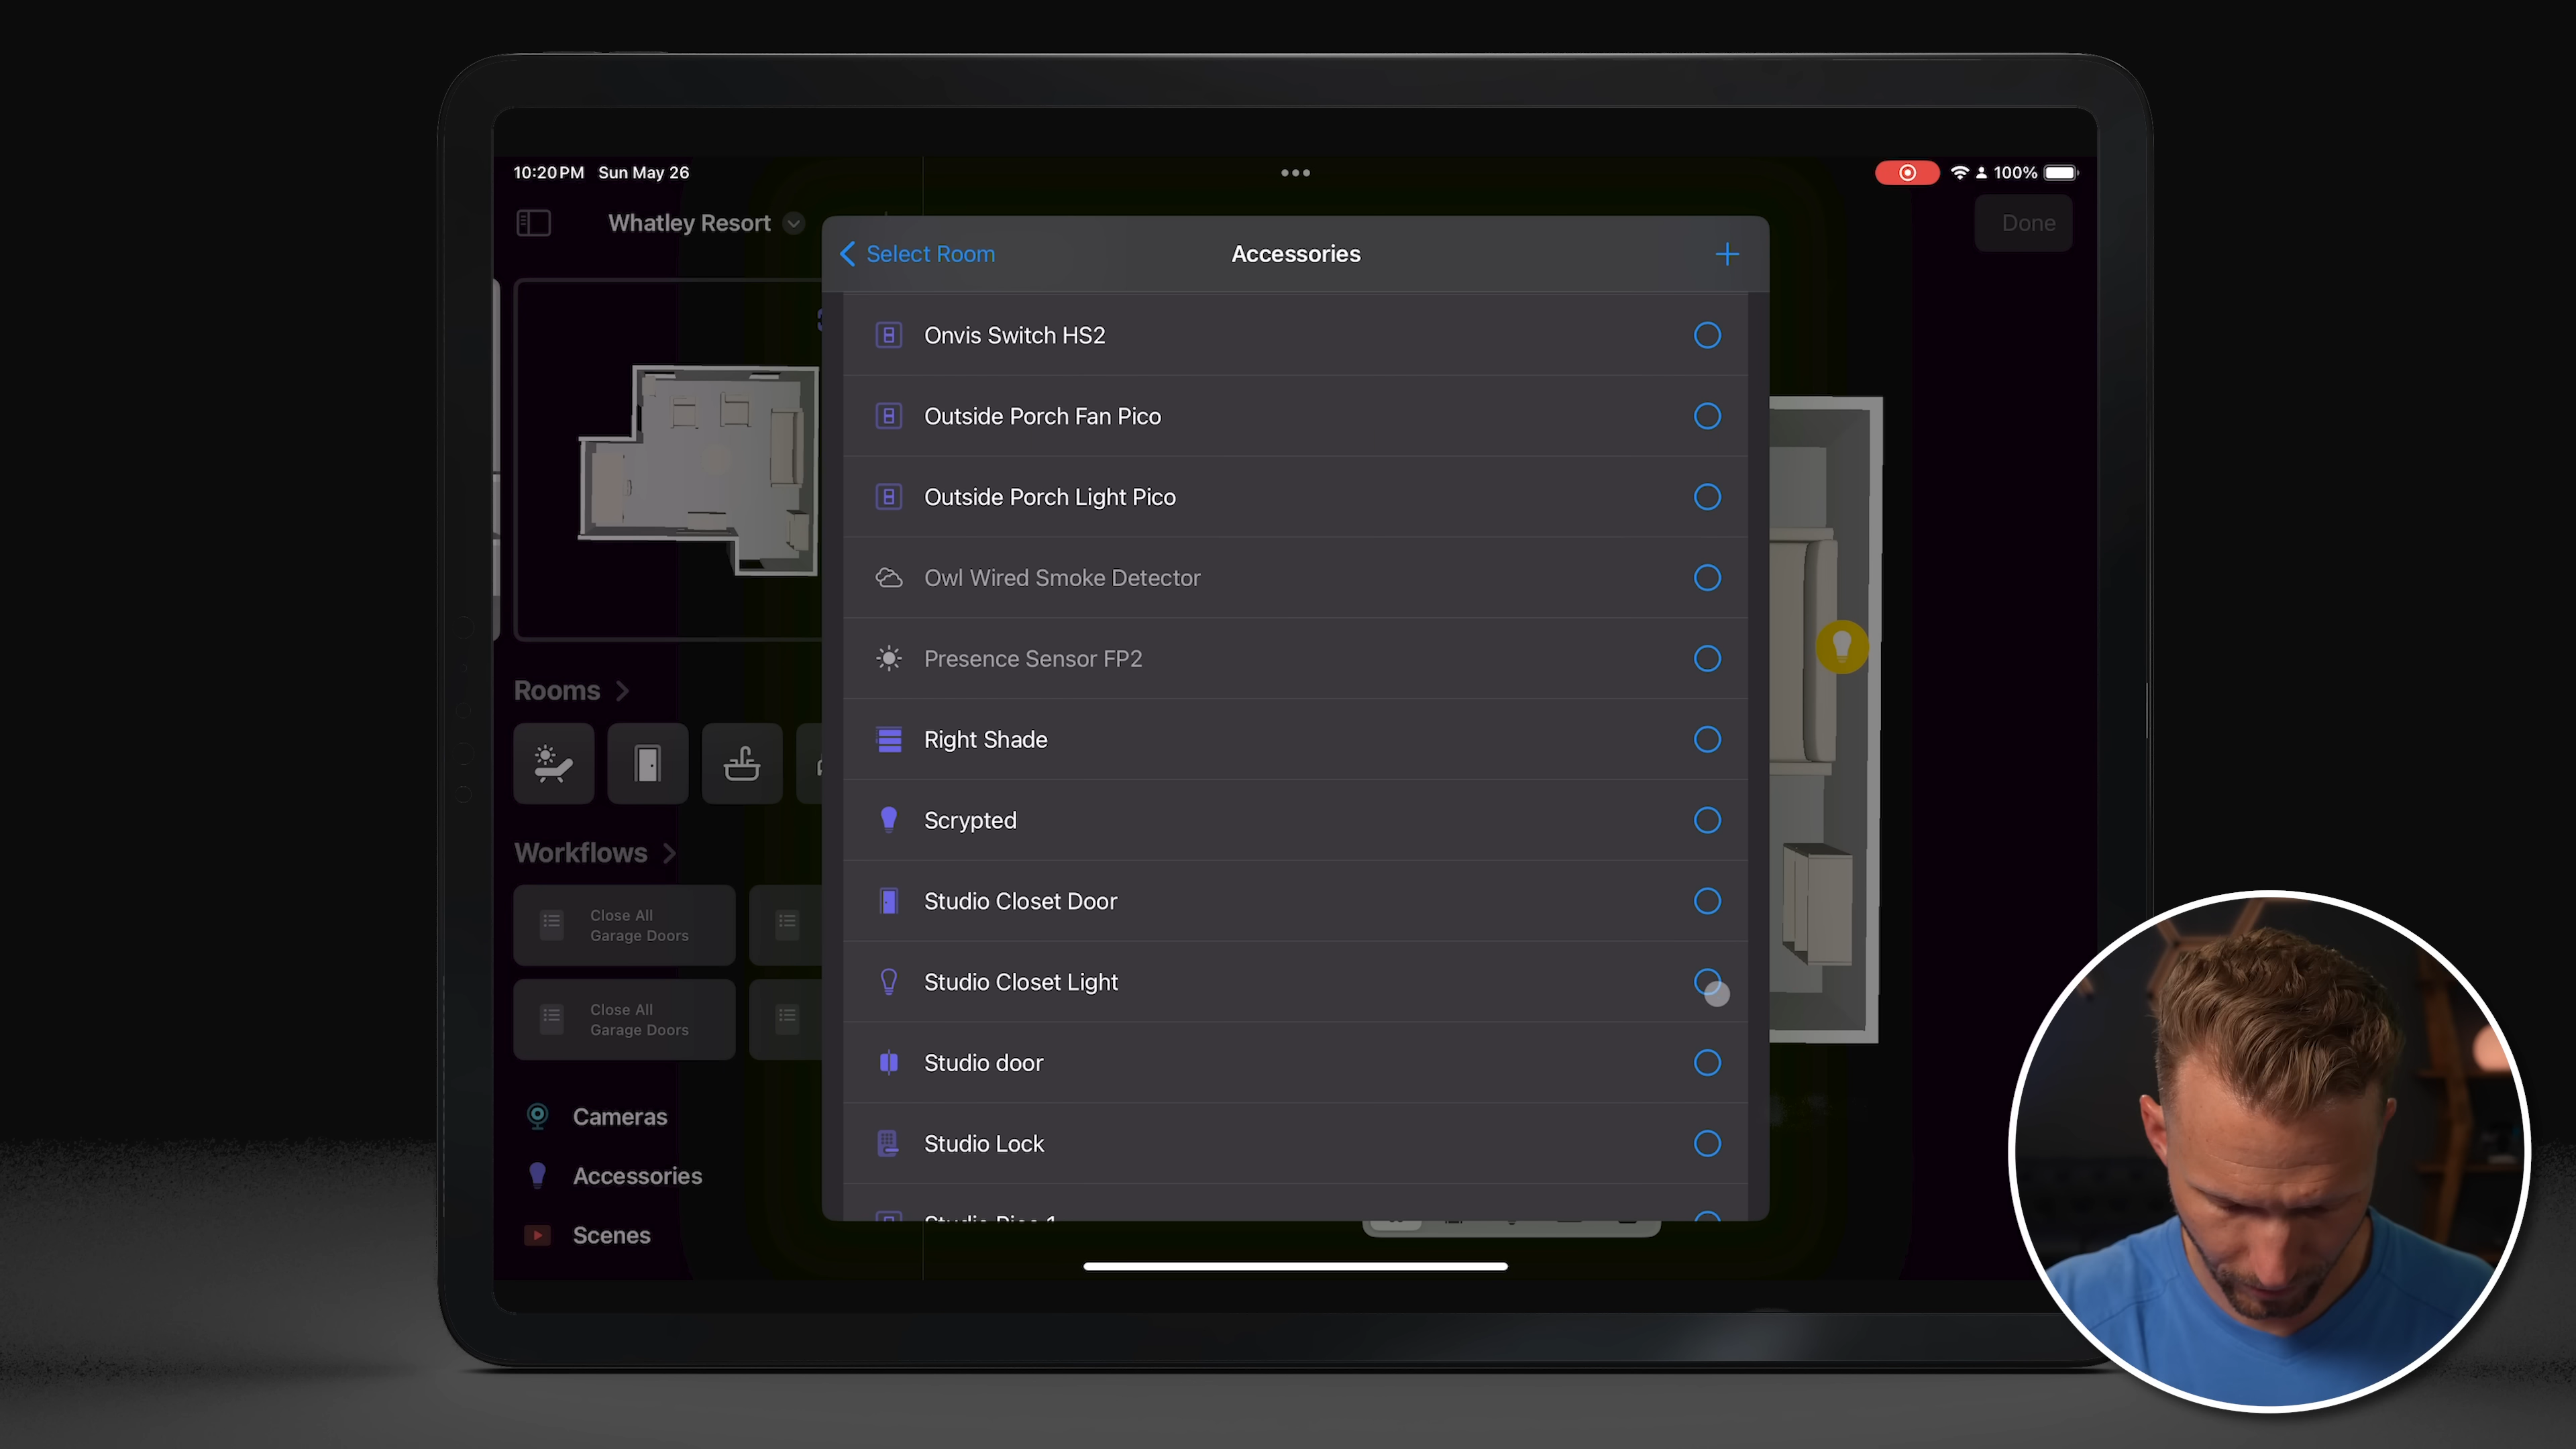 10:20 PM Sun May 26
100%
Whatley Resort
Done
Select Room
Accessories
Onvis Switch HS2
Outside Porch Fan Pico
Outside Porch Light Pico
Owl Wired Smoke Detector
Presence Sensor FP2
Right Shade
Scrypted
Studio Closet Door
Studio Closet Light
Studio door
Studio Lock
Studio Pico 1
Rooms
Workflows
Close All
Garage Doors
Close All
Garage Doors
Cameras
Accessories
Scenes